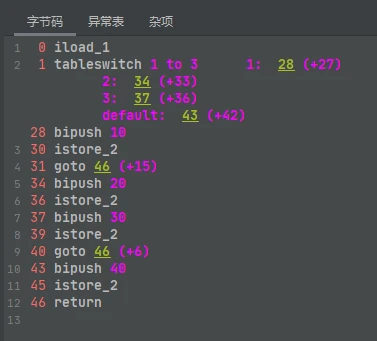 字节码 异常表 杂项
1 0 iload_1
2 1 tableswitch 1 to 3 1: 28 (+27)
2: 34 (+33)
3: 37 (+36)
default: 43 (+42)
28 bipush 10
3 30 istore_2
4 31 goto 46 (+15)
5 34 bipush 20
6 36 istore_2
7 37 bipush 30
8 39 istore_2
9 40 goto 46 (+6)
10 43 bipush 40
11 45 istore_2
12 46 return
13